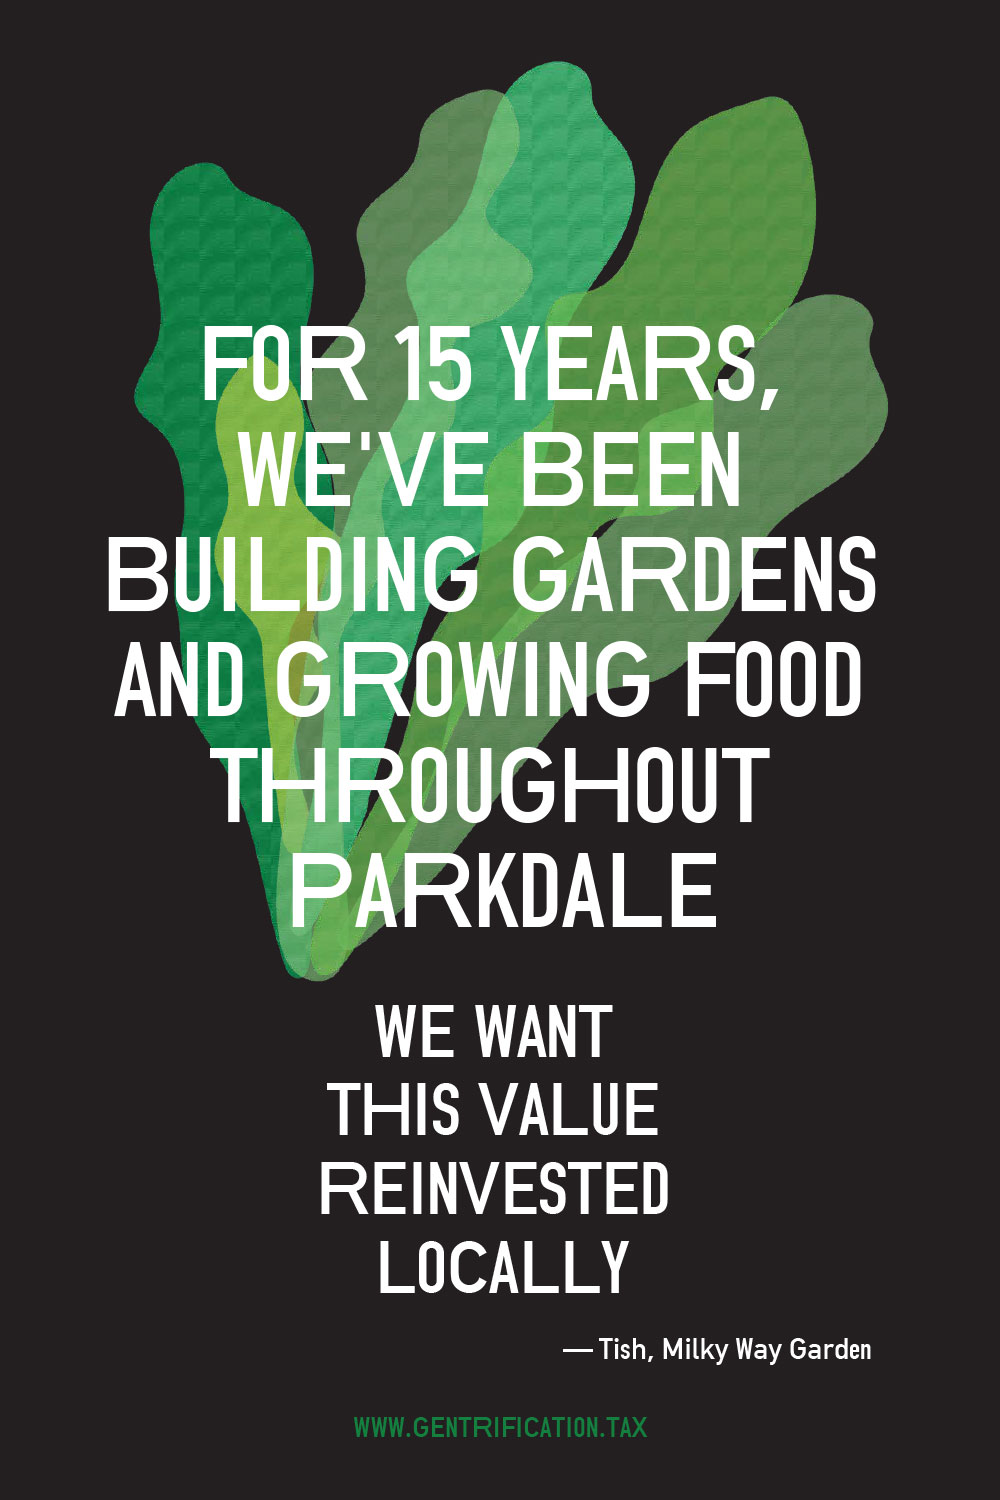 FOR 15 YEARS,
WE'VE BEEN
BUILDING GARDENS
AND GROWING FOOD
THROUGHOUT
PARKDALE
WE WANT
THIS VALUE
REINVESTED
LOCALLY
— Tish, Milky Way Garden
WWW.GENTRIFICATION.TAX